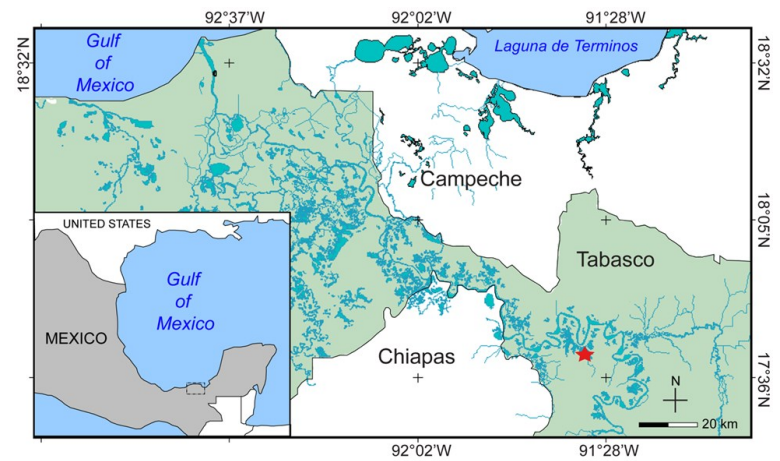 92°37'W 92°02'W 91°28'W
Gulf
of
Mexico
Laguna de Terminos
18°32'N
18°32'N
Campeche
18°05'N
UNITED STATES
Tabasco
Gulf
of
Mexico
MEXICO
Chiapas
17°36'N
N
20 km
92°02'W 91°28'W